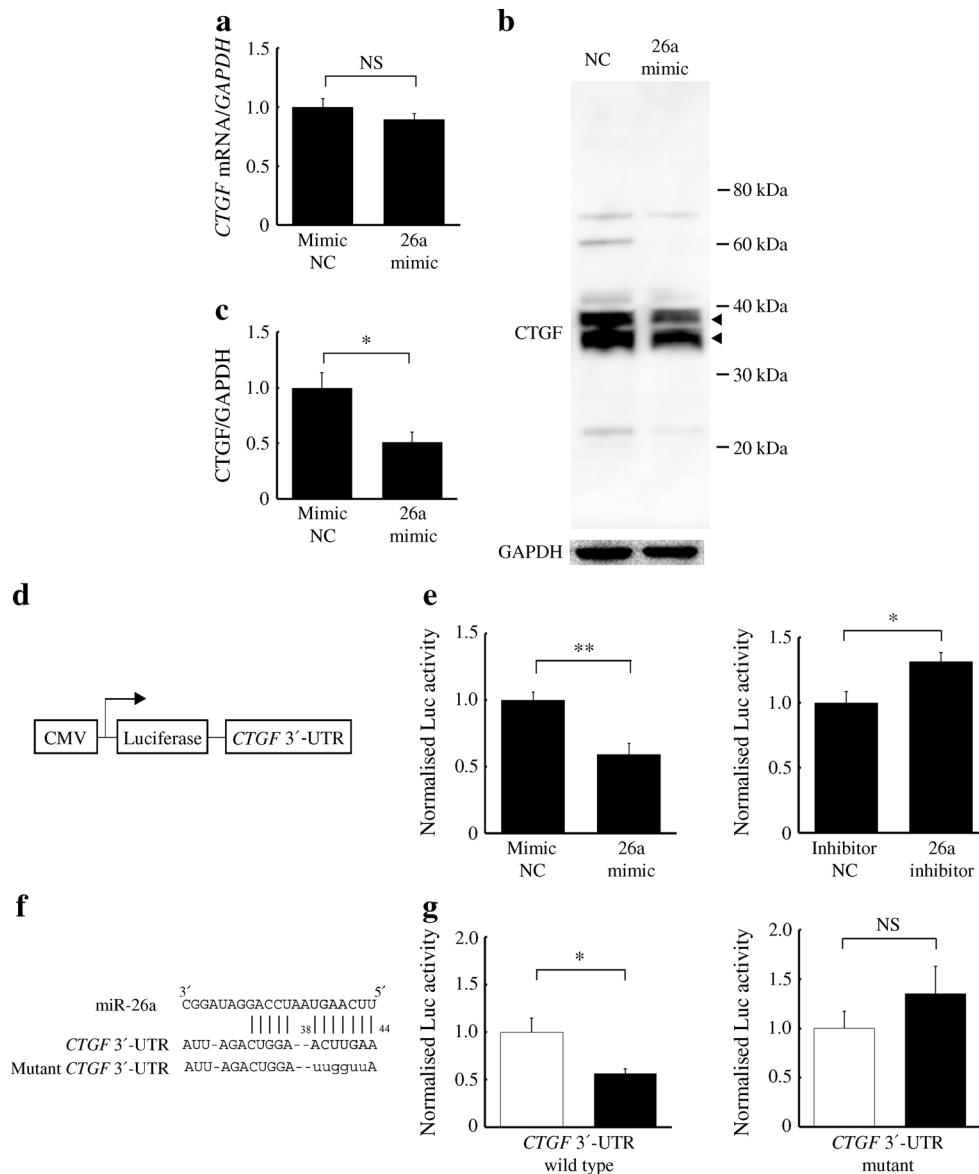 a
CTGF mRNA/GAPDH
1.5
1.0
0.5
0
NS
Mimic
NC
26a
mimic
b
NC
26a
mimic
80 kDa
60 kDa
40 kDa
30 kDa
20 kDa
CTGF
GAPDH
c
CTGF/GAPDH
1.5
1.0
0.5
0
*
Mimic
NC
26a
mimic
d
CMV
Luciferase
CTGF 3´-UTR
e
Normalised Luc activity
1.5
1.0
0.5
0
**
Mimic
NC
26a
mimic
Normalised Luc activity
1.5
1.0
0.5
0
*
Inhibitor
NC
26a
inhibitor
f
3´ 5´
miR-26a CGGAUAGGACCUAAUGAACUU
38 44
CTGF 3´-UTR AUU-AGACUGGA--ACUUGAA
Mutant CTGF 3´-UTR AUU-AGACUGGA--uugguuA
g
Normalised Luc activity
2.0
1.5
1.0
0.5
0
*
CTGF 3´-UTR
wild type
Normalised Luc activity
2.0
1.5
1.0
0.5
0
NS
CTGF 3´-UTR
mutant